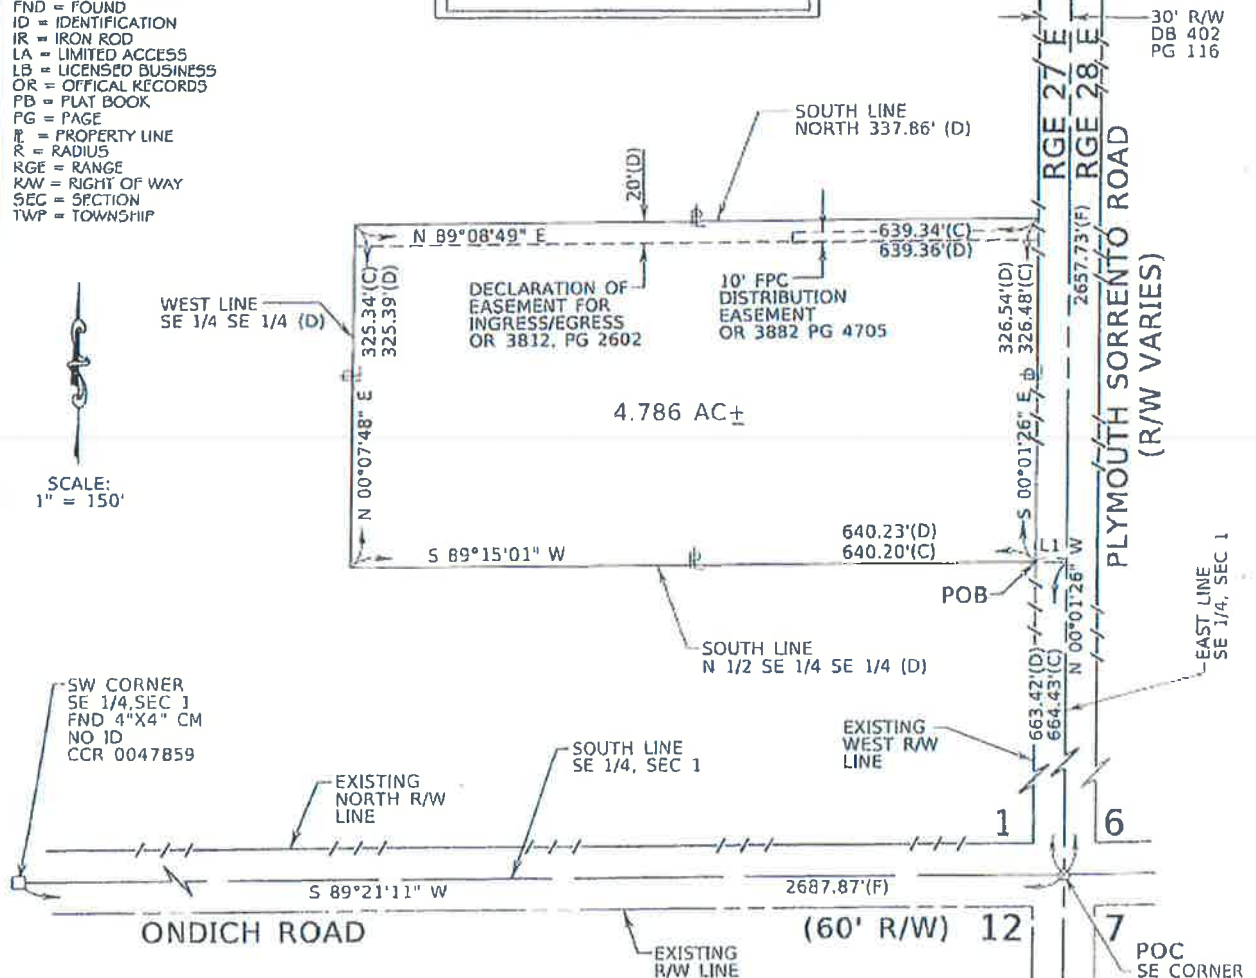 FND = FOUND
ID = IDENTIFICATION
IR = IRON ROD
LA = LIMITED ACCESS
LB = LICENSED BUSINESS
OR = OFFICAL RECORDS
PB = PLAT BOOK
PG = PAGE
PL = PROPERTY LINE
R = RADIUS
RGE = RANGE
R/W = RIGHT OF WAY
SEC = SECTION
TWP = TOWNSHIP
30' R/W
DB 402
PG 116
RGE 27 E
RGE 28 E
SOUTH LINE
NORTH 337.86' (D)
20'(D)
N 89°08'49" E
639.34'(C)
639.36'(D)
WEST LINE
SE 1/4 SE 1/4 (D)
325.34'(C)
325.39'(D)
N 00°07'48" E
DECLARATION OF
EASEMENT FOR
INGRESS/EGRESS
OR 3812, PG 2602
10' FPC
DISTRIBUTION
EASEMENT
OR 3882 PG 4705
326.54'(D)
326.48'(C)
S 00°01'26" E
2657.73'(F)
PLYMOUTH SORRENTO ROAD
(R/W VARIES)
4.786 AC±
SCALE:
1" = 150'
S 89°15'01" W
640.23'(D)
640.20'(C)
L1
POB
N 00°01'26" W
EAST LINE
SE 1/4, SEC 1
SOUTH LINE
N 1/2 SE 1/4 SE 1/4 (D)
663.42'(D)
664.43'(C)
SW CORNER
SE 1/4,SEC 1
FND 4"X4" CM
NO ID
CCR 0047859
EXISTING
NORTH R/W
LINE
SOUTH LINE
SE 1/4, SEC 1
EXISTING
WEST R/W
LINE
1
6
S 89°21'11" W
2687.87'(F)
ONDICH ROAD
(60' R/W)
12
7
EXISTING
R/W LINE
POC
SE CORNER